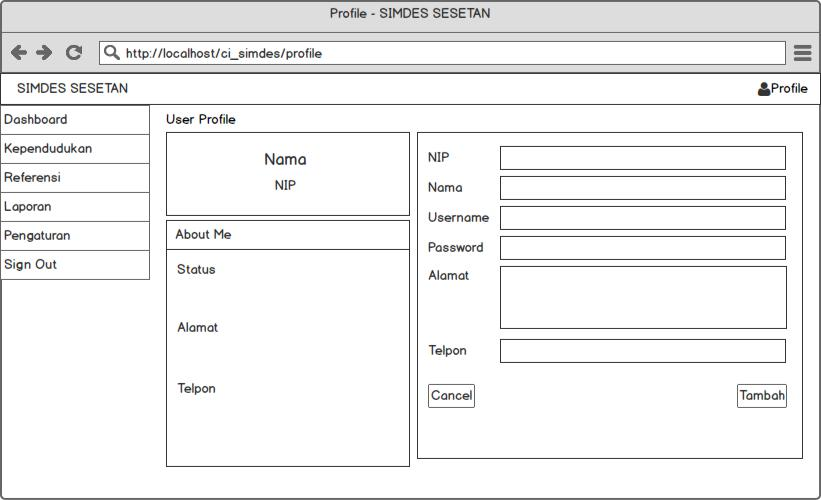 Profile - SIMDES SESETAN
http://localhost/ci_simdes/profile
SIMDES SESETAN
Profile
Dashboard
Kependudukan
Referensi
Laporan
Pengaturan
Sign Out
User Profile
Nama
NIP
About Me
Status
Alamat
Telpon
NIP
Nama
Username
Password
Alamat
Telpon
Cancel
Tambah